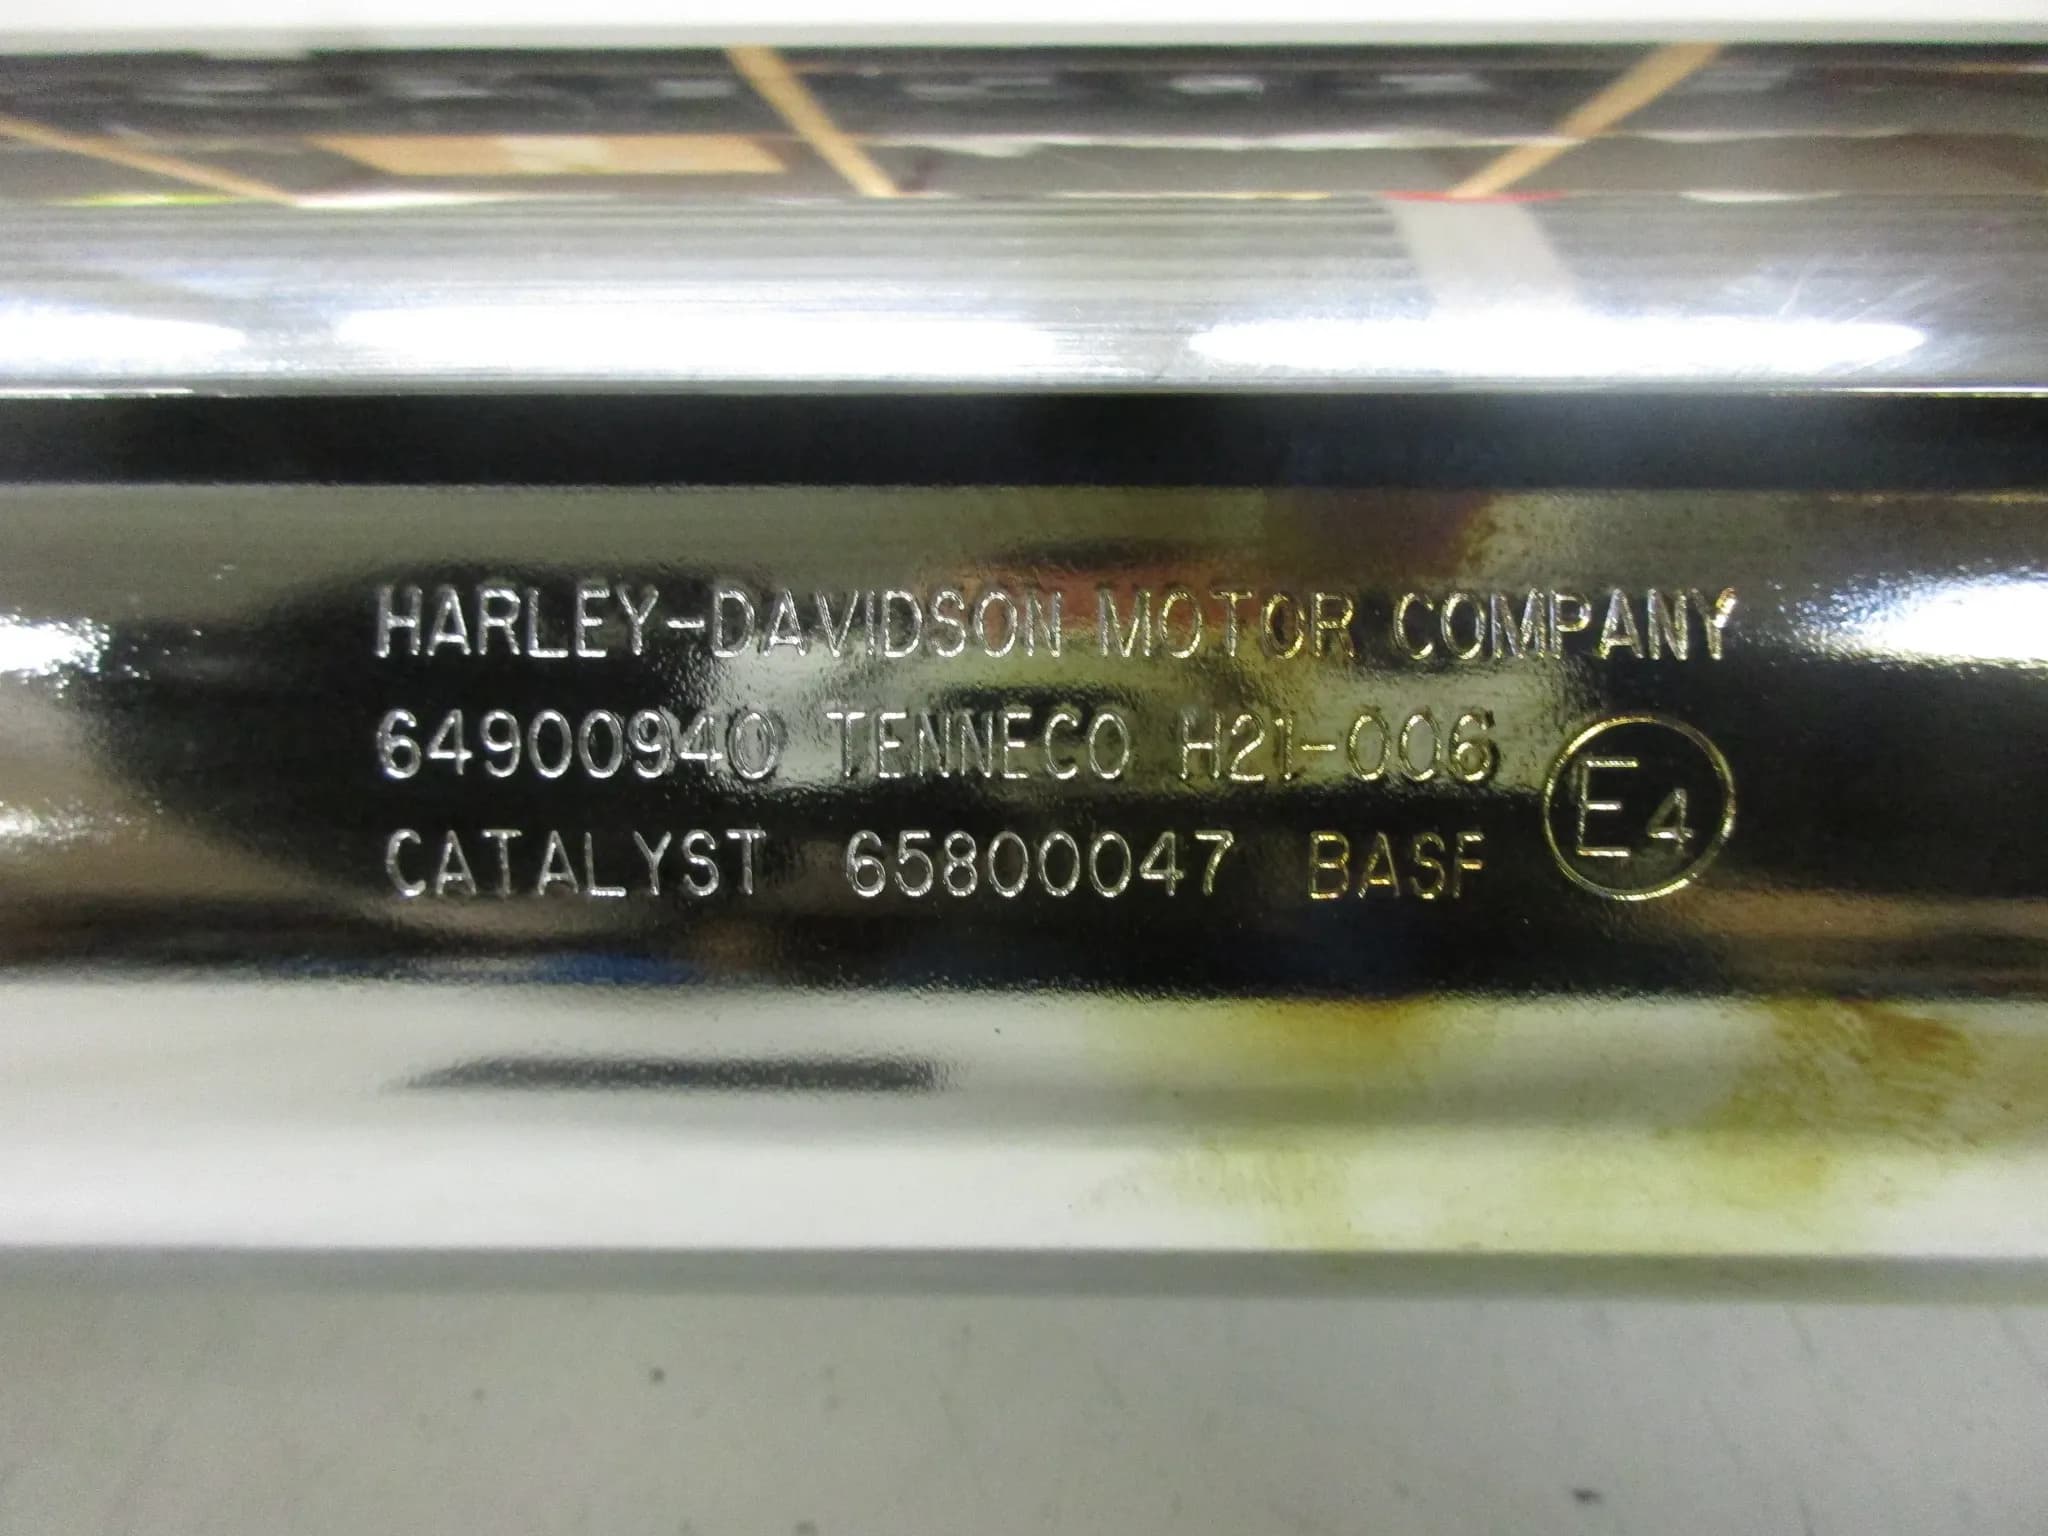 HARLEY-DAVIDSON MOTOR COMPANY
64900940 TENNECO H21-006
CATALYST 65800047 BASF
E4